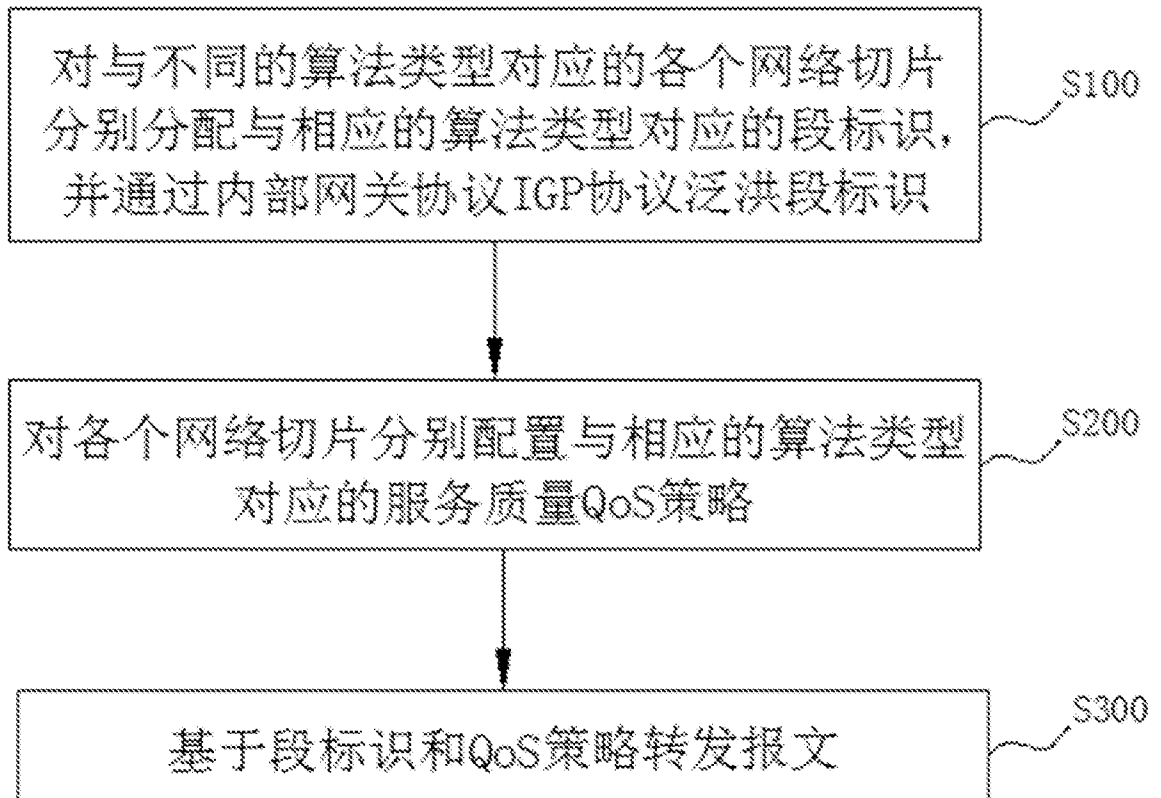 对与不同的算法类型对应的各个网络切片
分别分配与相应的算法类型对应的段标识，
并通过内部网关协议IGP协议泛洪段标识
S100
对各个网络切片分别配置与相应的算法类型
对应的服务质量QoS策略
S200
基于段标识和QoS策略转发报文
S300